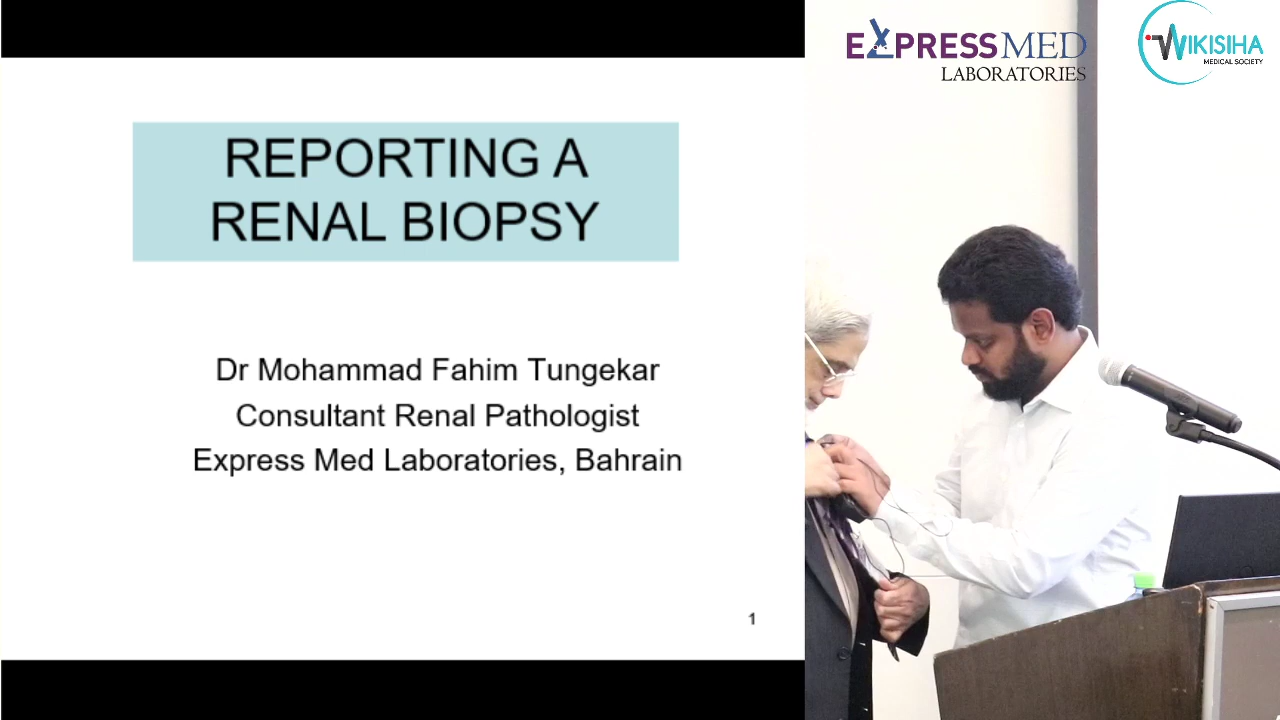 REPORTING A
RENAL BIOPSY
Dr Mohammad Fahim Tungekar
Consultant Renal Pathologist
Express Med Laboratories, Bahrain
1
EXPRESSMED
LABORATORIES
WIKISIHA
MEDICAL SOCIETY